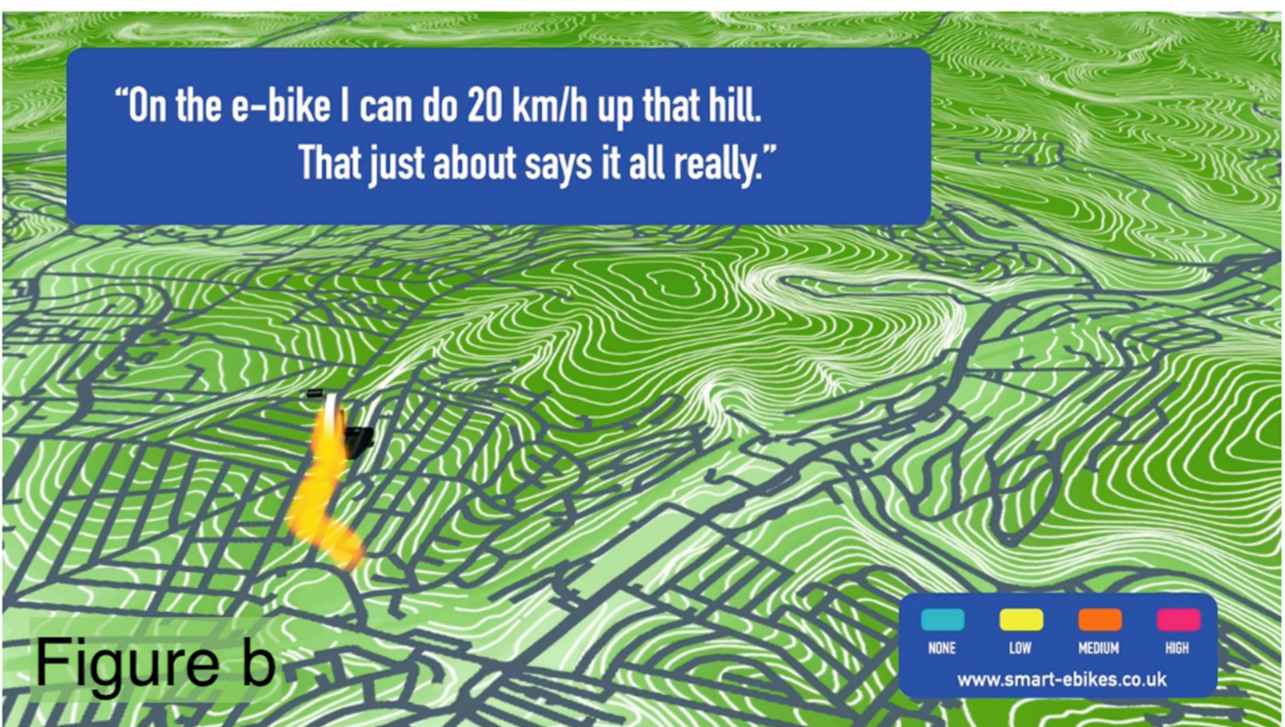 “On the e-bike I can do 20 km/h up that hill.
That just about says it all really.”
Figure b
NONE LOW MEDIUM HIGH
www.smart-ebikes.co.uk